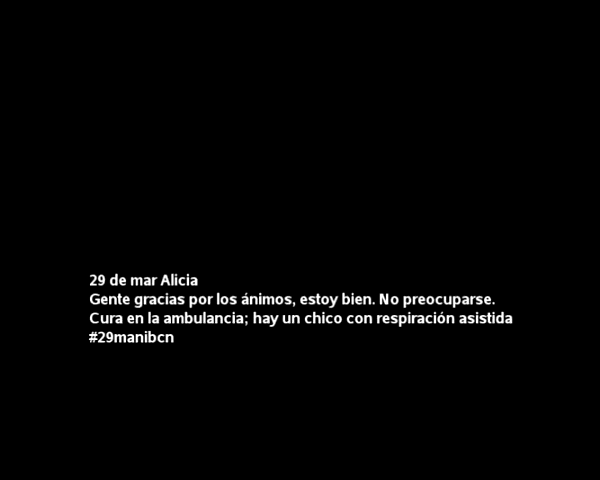 29 de mar Alicia
Gente gracias por los ánimos, estoy bien. No preocuparse.
Cura en la ambulancia; hay un chico con respiración asistida
#29manibcn